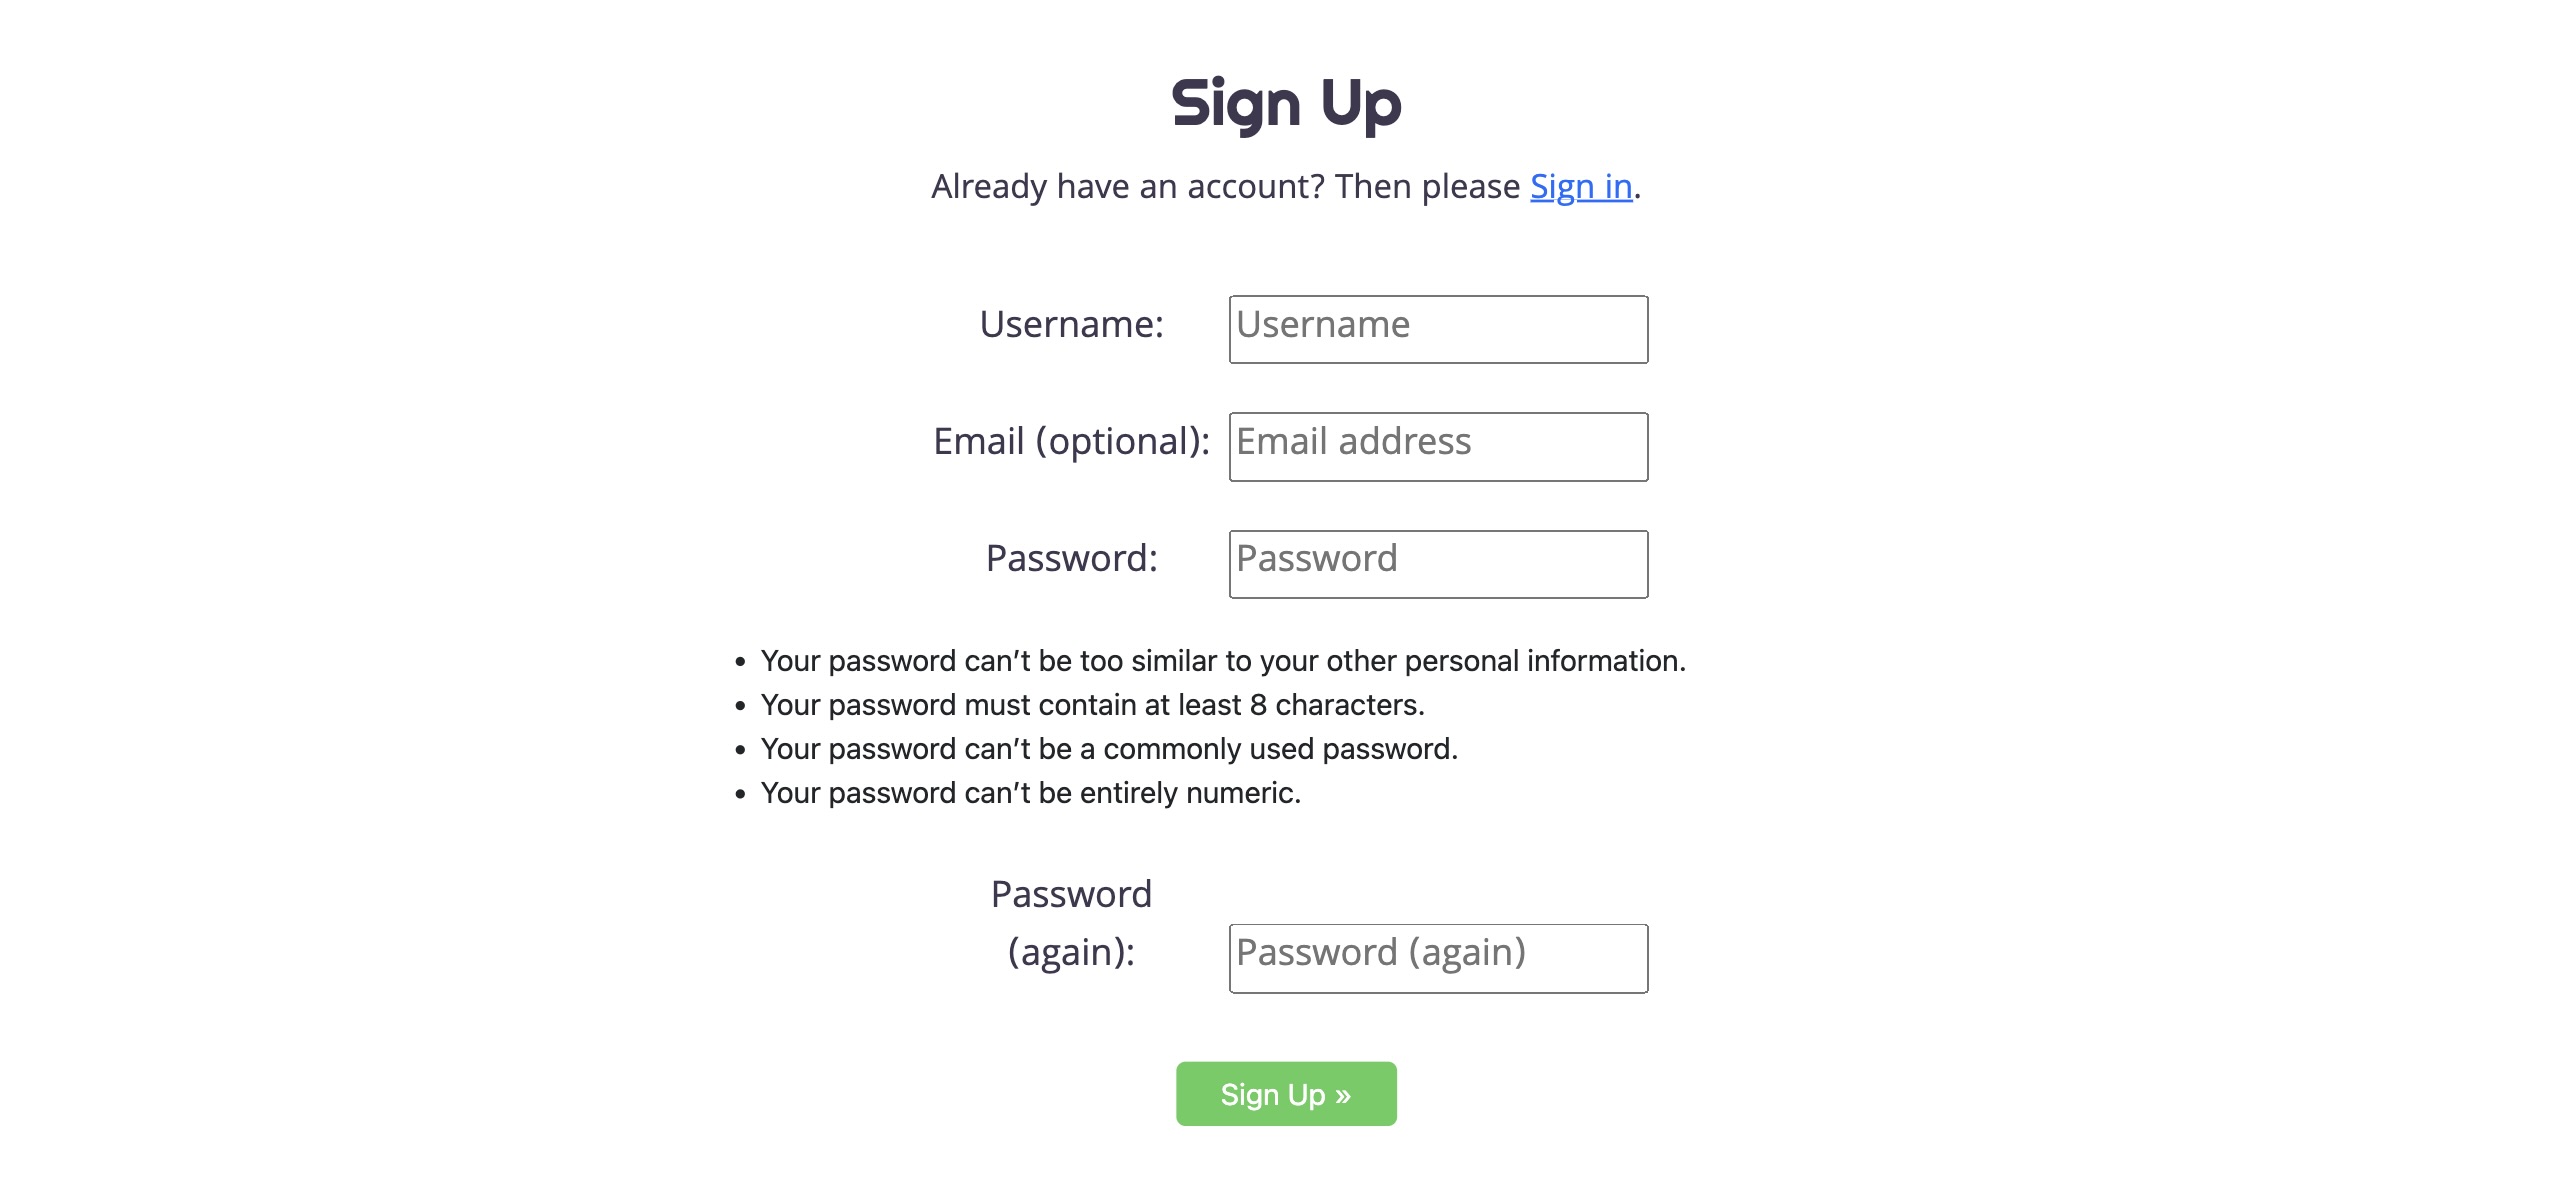 Sign Up
Already have an account? Then please Sign in.
Username: Username
Email (optional): Email address
Password: Password
• Your password can’t be too similar to your other personal information.
• Your password must contain at least 8 characters.
• Your password can’t be a commonly used password.
• Your password can’t be entirely numeric.
Password
(again): Password (again)
Sign Up »